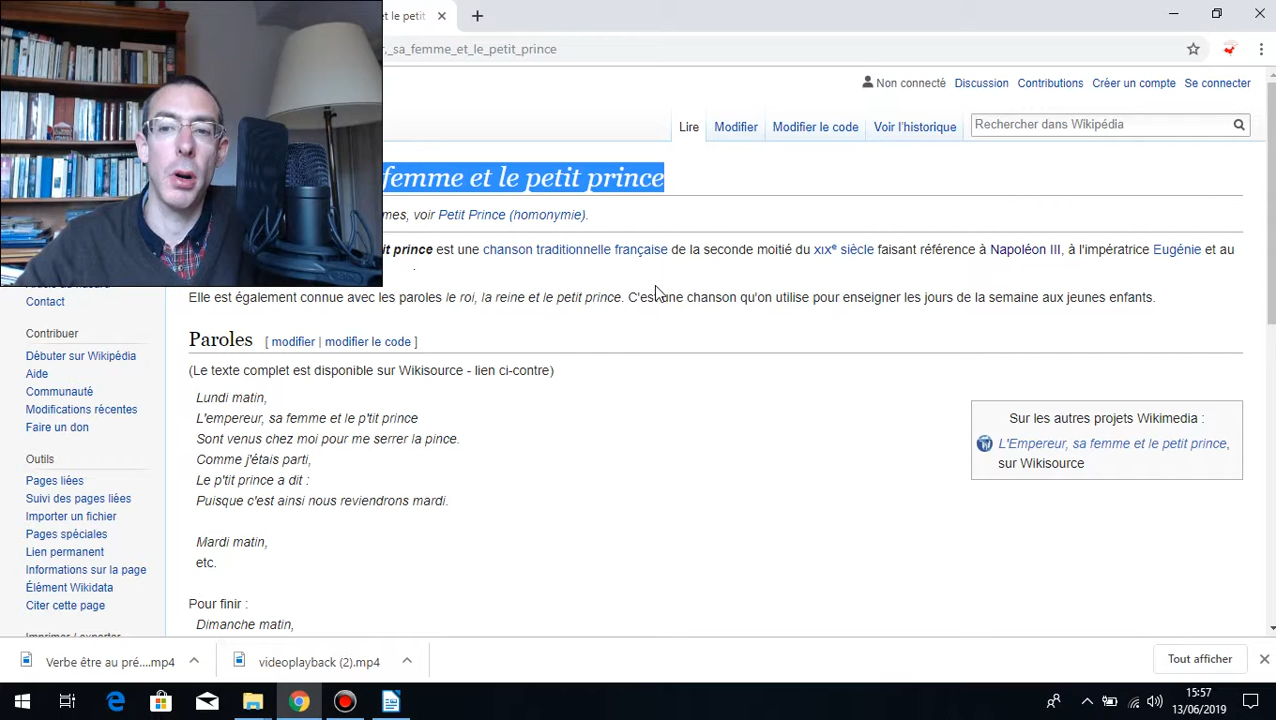 et le petit
,_sa_femme_et_le_petit_prince
Non connecté Discussion Contributions Créer un compte Se connecter
Lire Modifier Modifier le code Voir l'historique Rechercher dans Wikipédia
femme et le petit prince
mes, voir Petit Prince (homonymie).
it prince est une chanson traditionnelle française de la seconde moitié du XIXe siècle faisant référence à Napoléon III, à l'impératrice Eugénie et au
Elle est également connue avec les paroles le roi, la reine et le petit prince. C'est une chanson qu'on utilise pour enseigner les jours de la semaine aux jeunes enfants.
Contact
Contribuer
Débuter sur Wikipédia
Aide
Communauté
Modifications récentes
Faire un don
Outils
Pages liées
Suivi des pages liées
Importer un fichier
Pages spéciales
Lien permanent
Informations sur la page
Élément Wikidata
Citer cette page
Imprimer / exporter
Paroles [ modifier | modifier le code ]
(Le texte complet est disponible sur Wikisource - lien ci-contre)
Lundi matin,
L'empereur, sa femme et le p'tit prince
Sont venus chez moi pour me serrer la pince.
Comme j'étais parti,
Le p'tit prince a dit :
Puisque c'est ainsi nous reviendrons mardi.
Mardi matin,
etc.
Pour finir :
Dimanche matin,
Sur les autres projets Wikimedia :
L'Empereur, sa femme et le petit prince,
sur Wikisource
Verbe être au pré....mp4 videoplayback (2).mp4 Tout afficher
15:57
13/06/2019